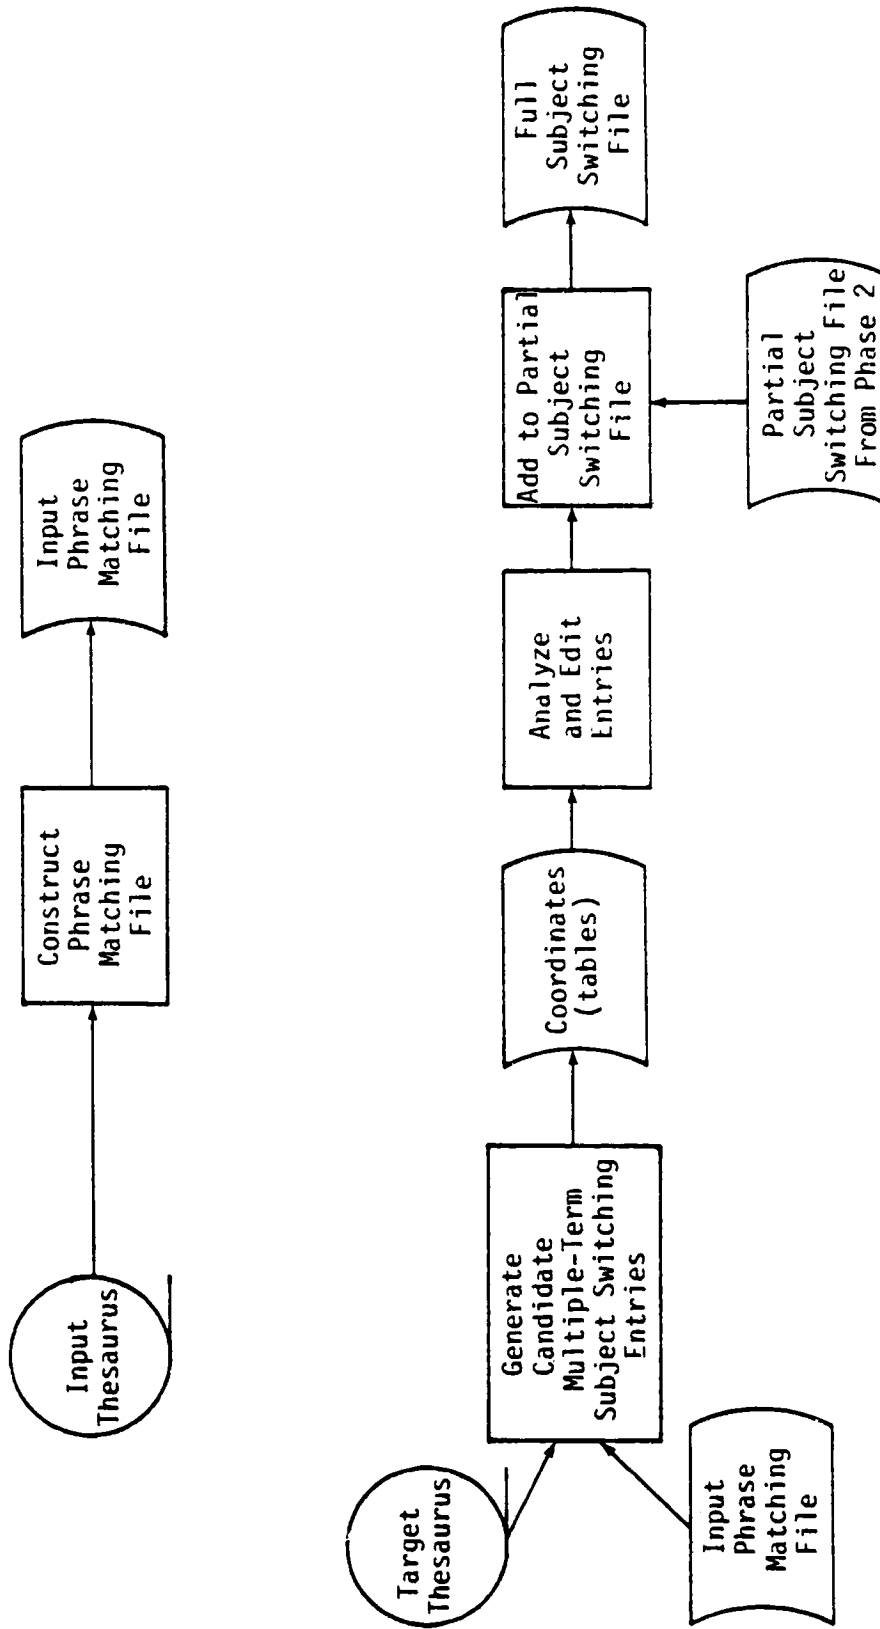 Input
Thesaurus
Construct
Phrase
Matching
File
Input
Phrase
Matching
File
Target
Thesaurus
Input
Phrase
Matching
File
Generate
Candidate
Multiple-Term
Subject Switching
Entries
Coordinates
(tables)
Analyze
and Edit
Entries
Add to Partial
Subject
Switching
File
Partial
Subject
Switching File
From Phase 2
Full
Subject
Switching
File